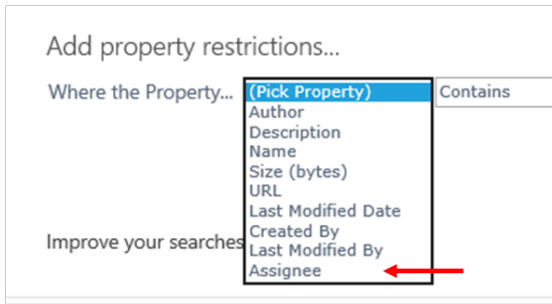 Add property restrictions...
Where the Property... (Pick Property) Contains
Author
Description
Name
Size (bytes)
URL
Last Modified Date
Created By
Improve your searches Last Modified By
Assignee